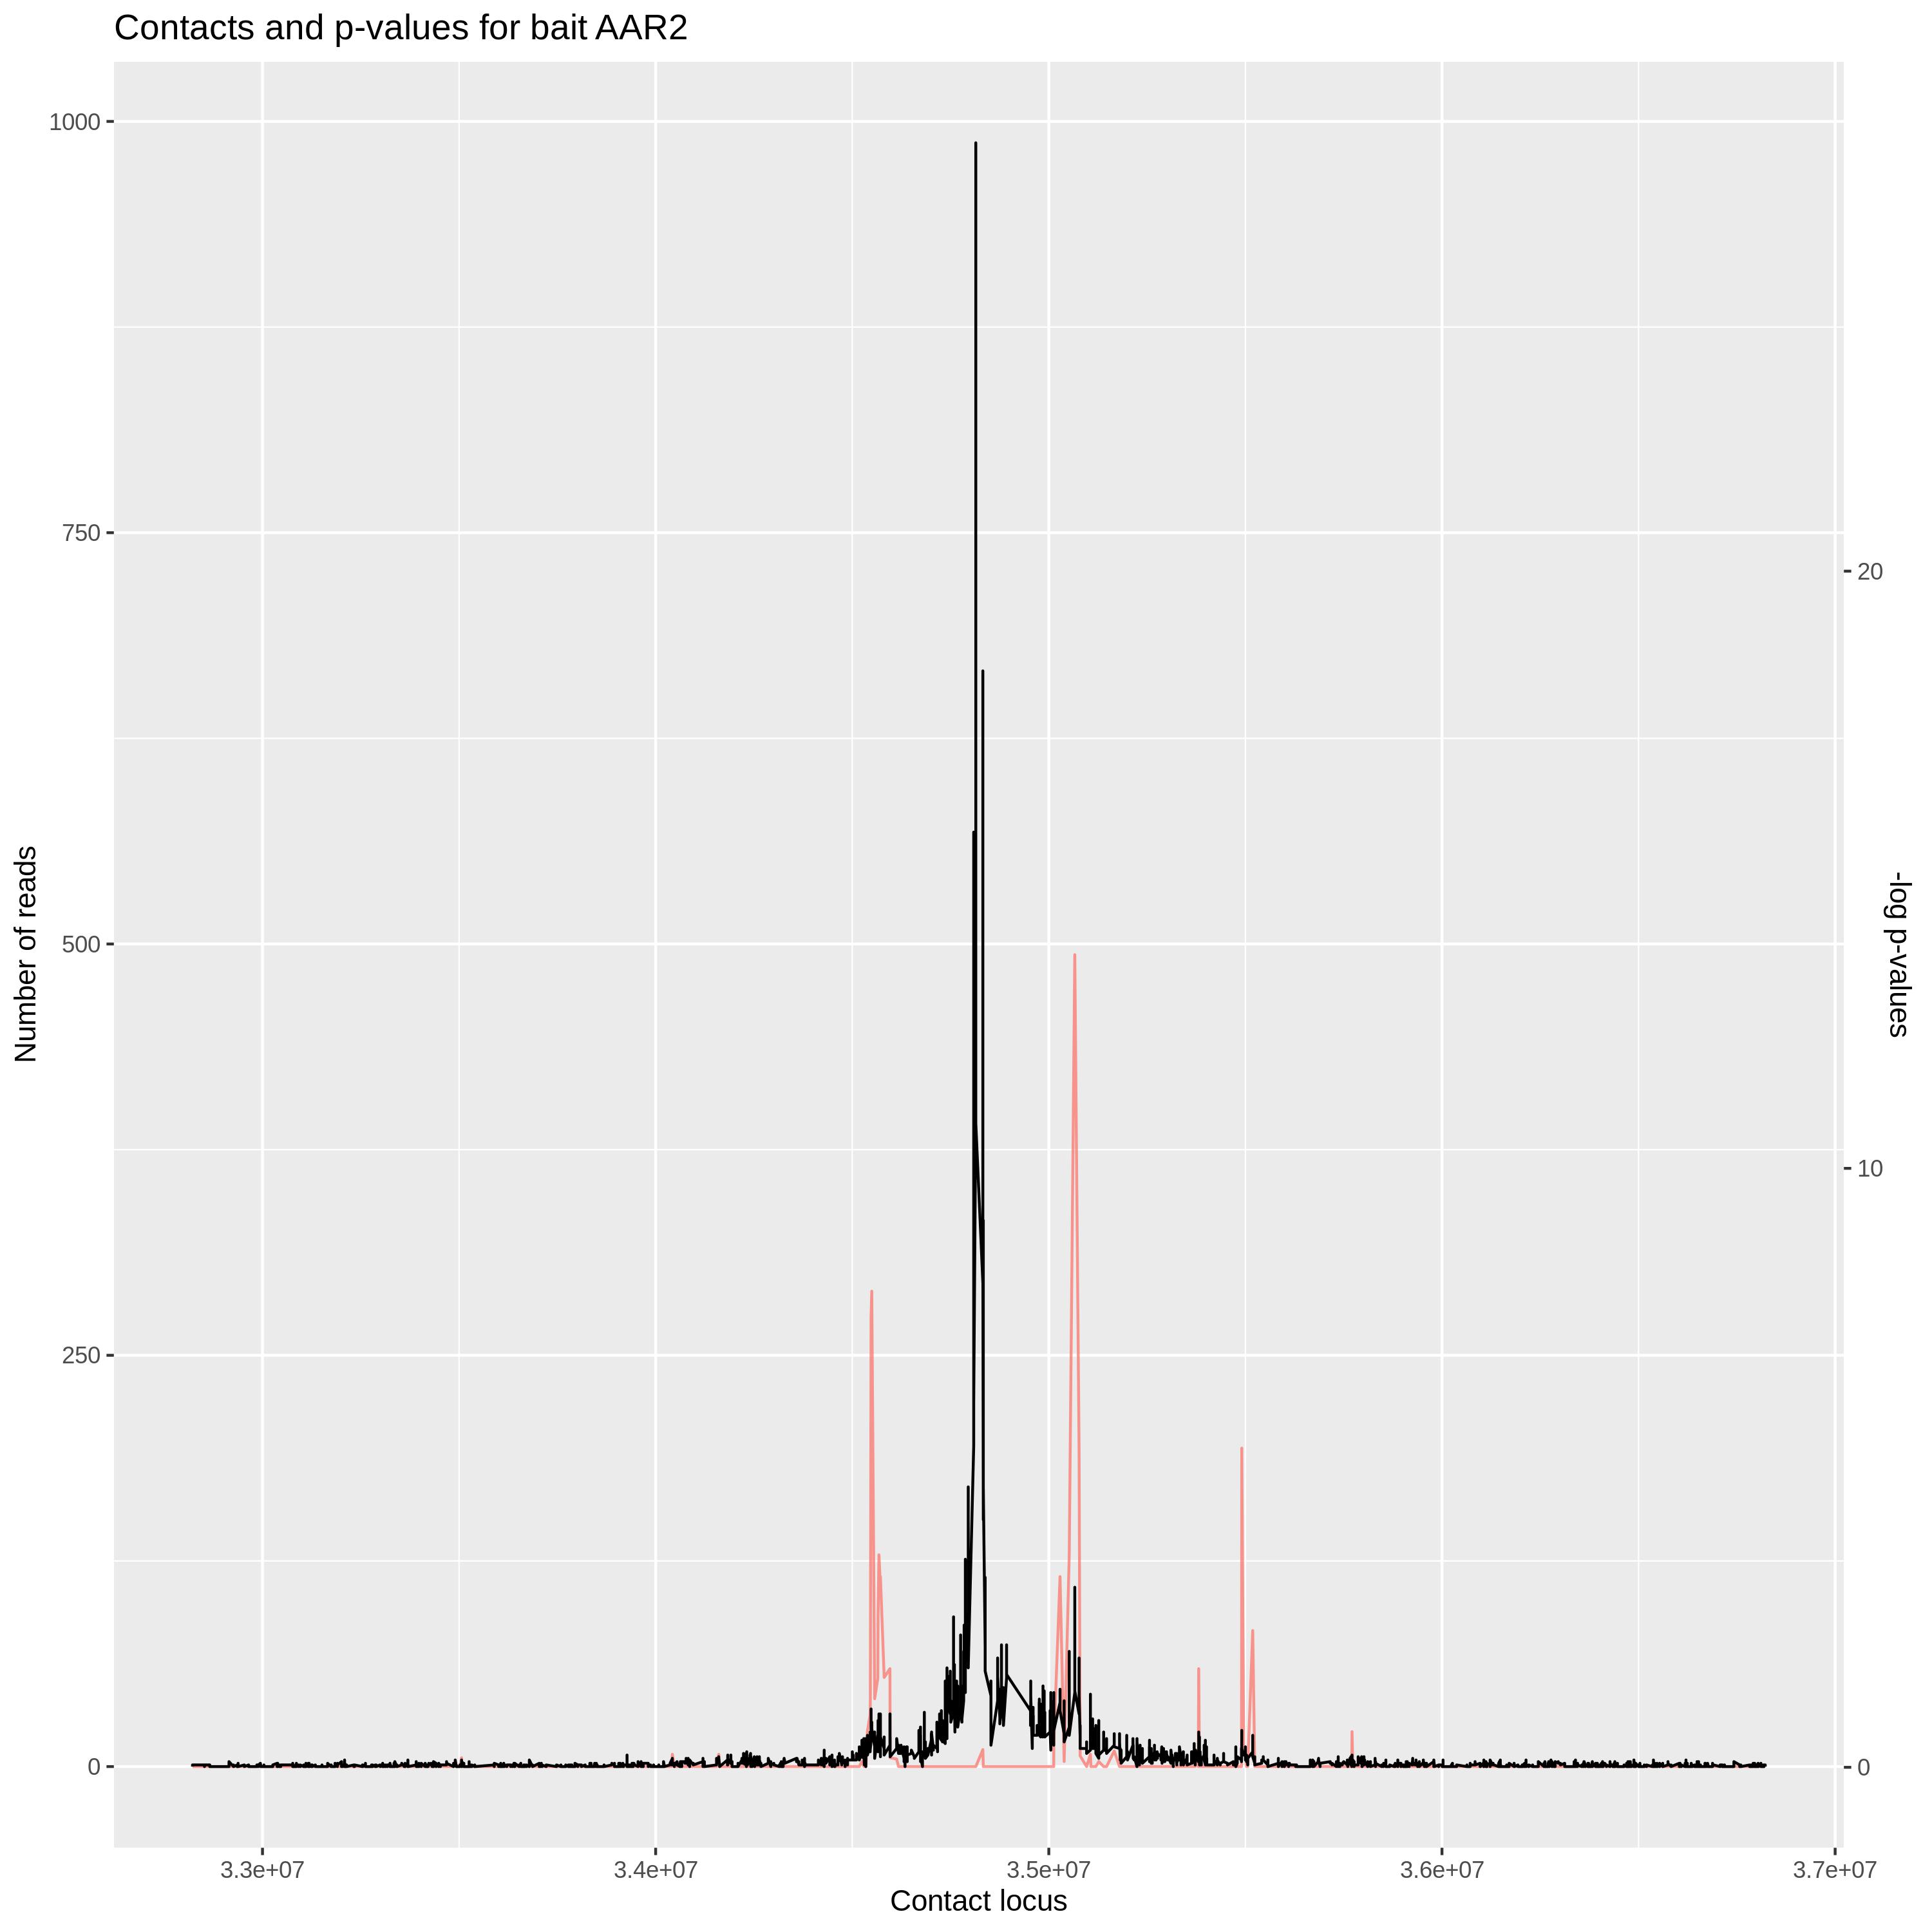 Contacts and p-values for bait AAR2
1000
750
500
250
0
Number of reads
20
10
0
-log p-values
3.3e+07
3.4e+07
3.5e+07
3.6e+07
3.7e+07
Contact locus